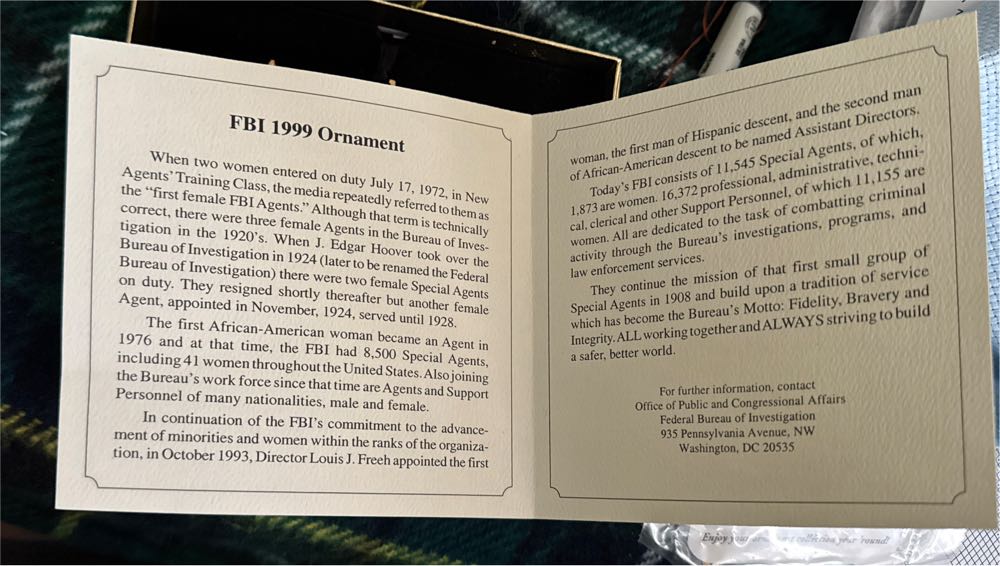 FBI 1999 Ornament
When two women entered on duty July 17, 1972, in New
Agents' Training Class, the media repeatedly referred to them as
the "first female FBI Agents." Although that term is technically
correct, there were three female Agents in the Bureau of Inves-
tigation in the 1920's. When J. Edgar Hoover took over the
Bureau of Investigation in 1924 (later to be renamed the Federal
Bureau of Investigation) there were two female Special Agents
on duty. They resigned shortly thereafter but another female
Agent, appointed in November, 1924, served until 1928.
The first African-American woman became an Agent in
1976 and at that time, the FBI had 8,500 Special Agents,
including 41 women throughout the United States. Also joining
the Bureau's work force since that time are Agents and Support
Personnel of many nationalities, male and female.
In continuation of the FBI's commitment to the advance-
ment of minorities and women within the ranks of the organiza-
tion, in October 1993, Director Louis J. Freeh appointed the first
woman, the first man of Hispanic descent, and the second man
of African-American descent to be named Assistant Directors.
Today's FBI consists of 11,545 Special Agents, of which,
1,873 are women. 16,372 professional, administrative, techni-
cal, clerical and other Support Personnel, of which 11,155 are
women. All are dedicated to the task of combatting criminal
activity through the Bureau's investigations, programs, and
law enforcement services.
They continue the mission of that first small group of
Special Agents in 1908 and build upon a tradition of service
which has become the Bureau's Motto: Fidelity, Bravery and
Integrity. ALL working together and ALWAYS striving to build
a safer, better world.
For further information, contact
Office of Public and Congressional Affairs
Federal Bureau of Investigation
935 Pennsylvania Avenue, NW
Washington, DC 20535
Enjoy your collection year 'round!